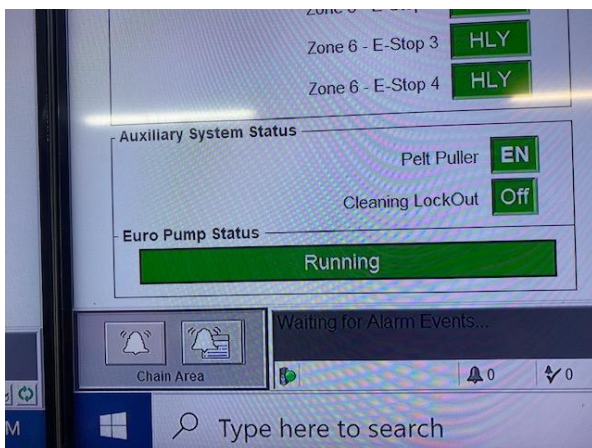 Zone 6 - E-Stop 3 HLY
Zone 6 - E-Stop 4 HLY
Auxiliary System Status
Pelt Puller EN
Cleaning LockOut Off
Euro Pump Status
Running
Waiting for Alarm Events...
Chain Area
0 0
M
Type here to search